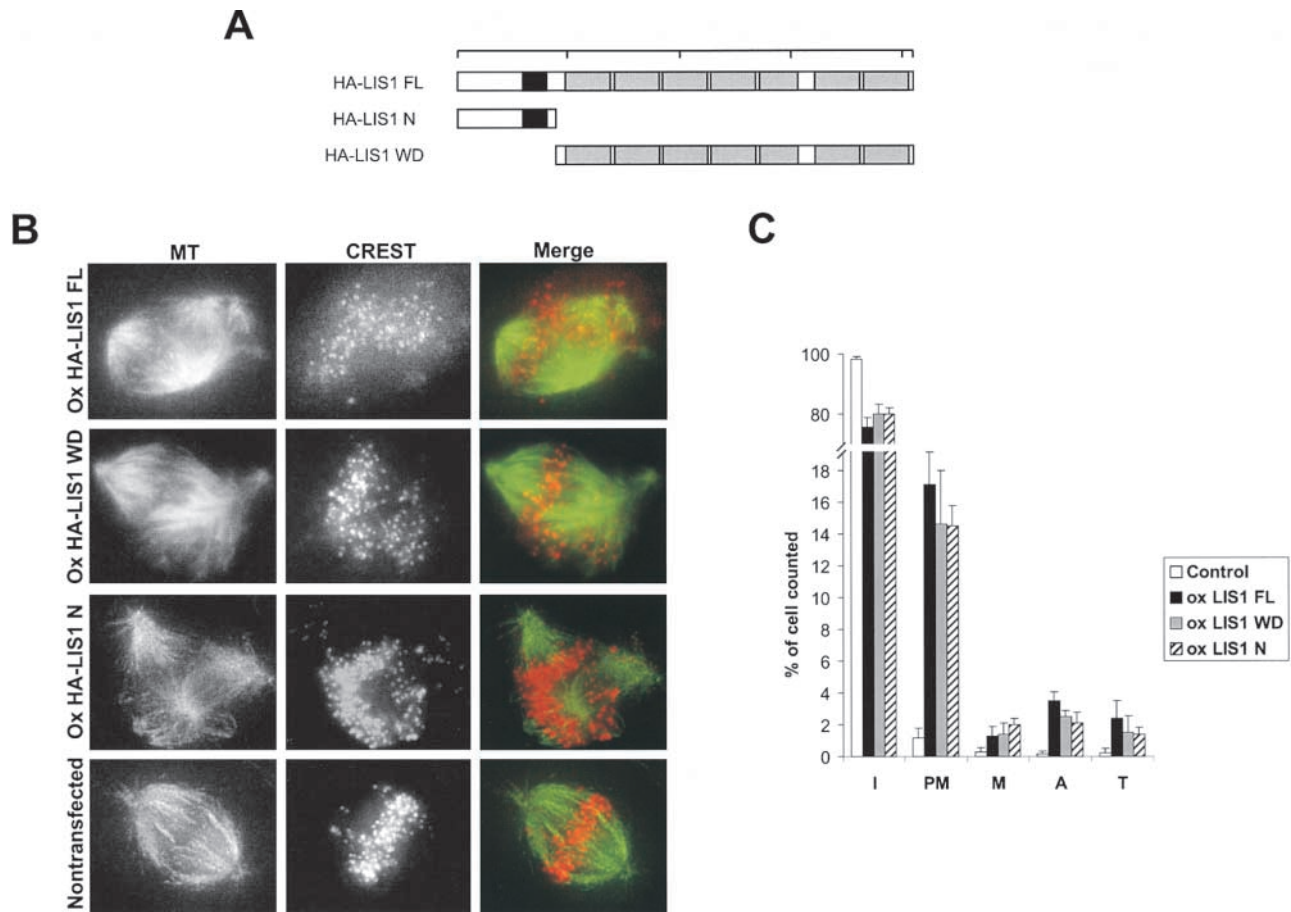 A
HA-LIS1 FL
HA-LIS1 N
HA-LIS1 WD
B
MT
CREST
Merge
Ox HA-LIS1 FL
Ox HA-LIS1 WD
Ox HA-LIS1 N
Nontransfected
C
% of cell counted
100
80
18
16
14
12
10
8
6
4
2
0
I
PM
M
A
T
Control
ox LIS1 FL
ox LIS1 WD
ox LIS1 N